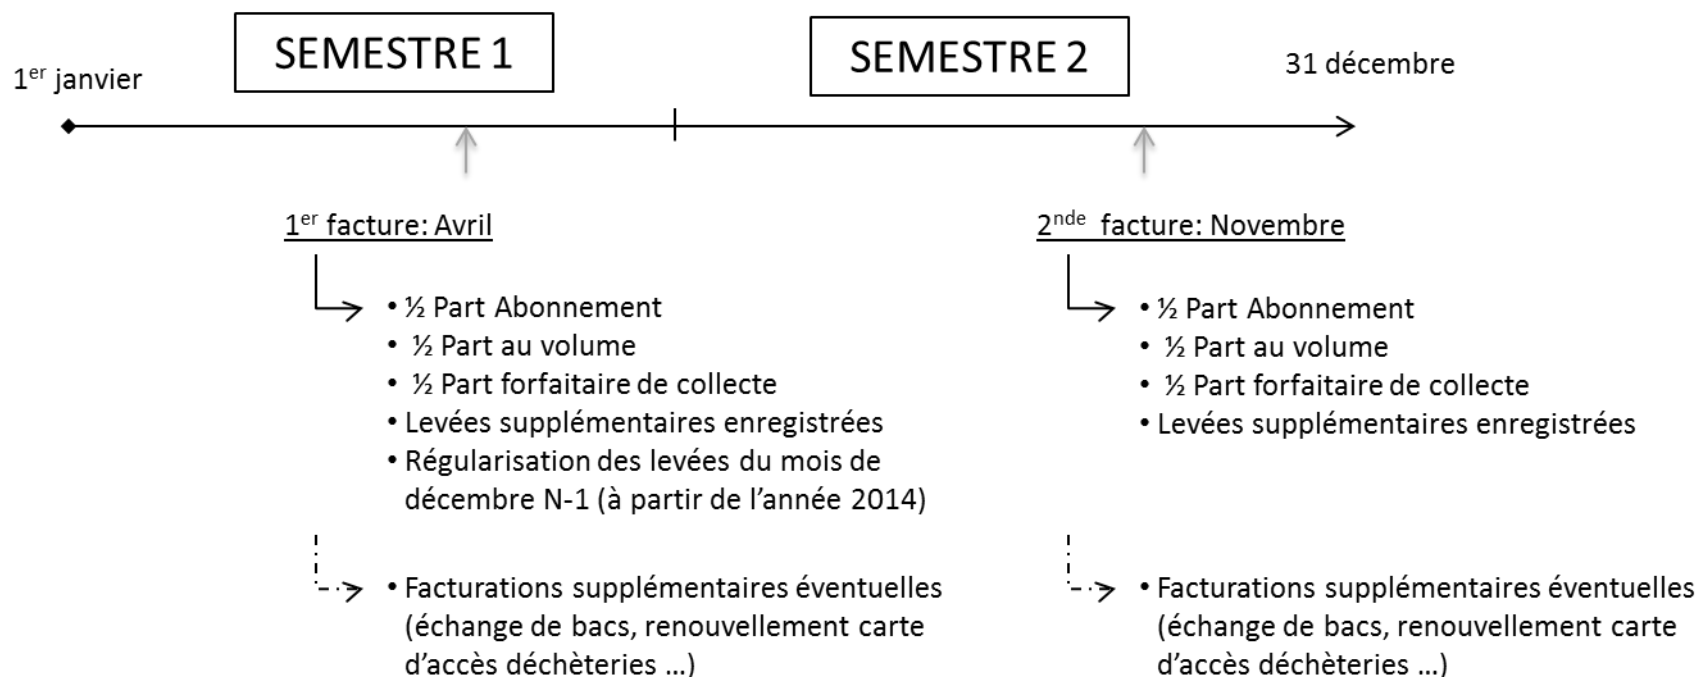 SEMESTRE 1
SEMESTRE 2
1er janvier
31 décembre
1er facture: Avril
• ½ Part Abonnement
• ½ Part au volume
• ½ Part forfaitaire de collecte
• Levées supplémentaires enregistrées
• Régularisation des levées du mois de
décembre N-1 (à partir de l’année 2014)
• Facturations supplémentaires éventuelles
(échange de bacs, renouvellement carte
d’accès déchèteries ...)
2nde facture: Novembre
• ½ Part Abonnement
• ½ Part au volume
• ½ Part forfaitaire de collecte
• Levées supplémentaires enregistrées
• Facturations supplémentaires éventuelles
(échange de bacs, renouvellement carte
d’accès déchèteries ...)